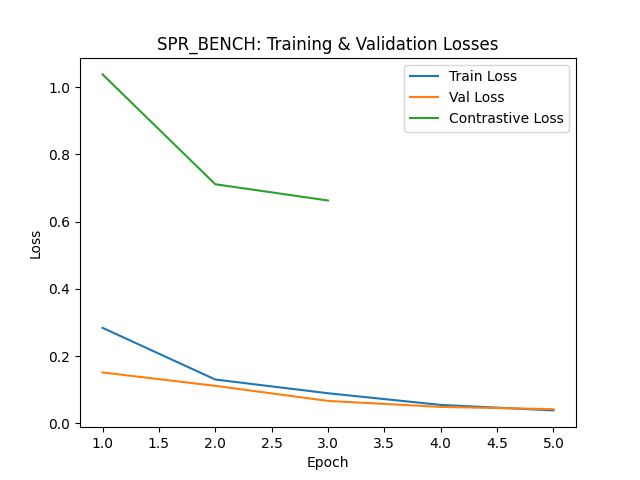 SPR_BENCH: Training & Validation Losses
Train Loss
Val Loss
Contrastive Loss
Loss
1.0
0.8
0.6
0.4
0.2
0.0
1.0 1.5 2.0 2.5 3.0 3.5 4.0 4.5 5.0
Epoch